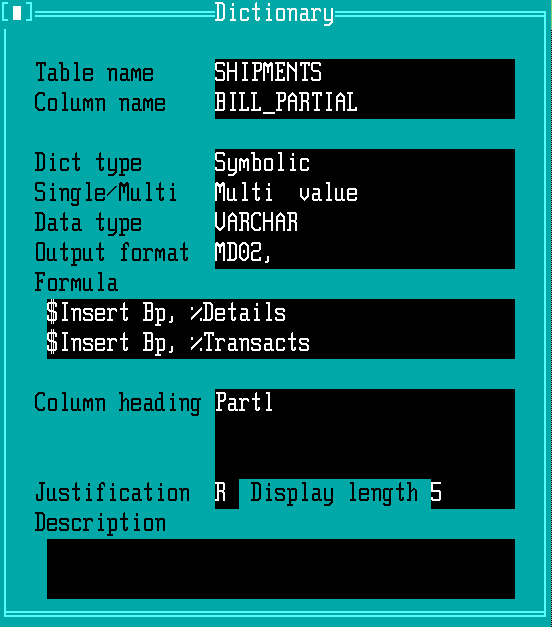 Dictionary
Table name SHIPMENTS
Column name BILL_PARTIAL
Dict type Symbolic
Single/Multi Multi value
Data type VARCHAR
Output format MD02,
Formula
$Insert Bp, %Details
$Insert Bp, %Transacts
Column heading Partl
Justification R Display length 5
Description